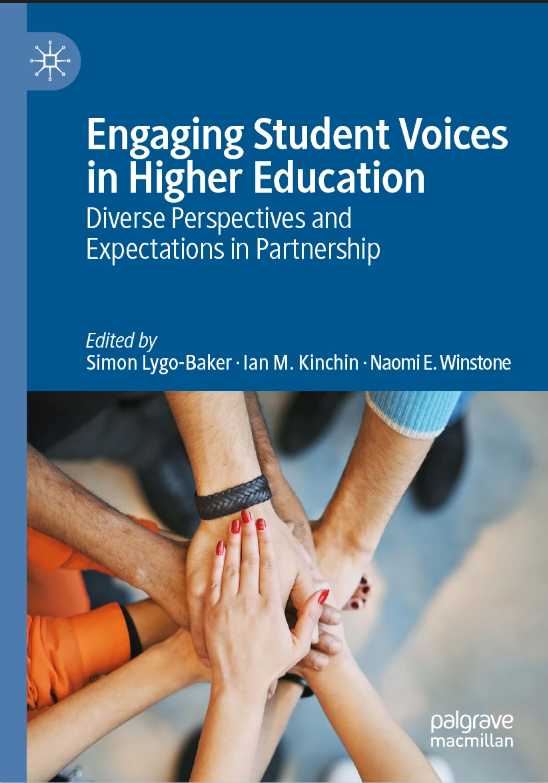 Engaging Student Voices
in Higher Education
Diverse Perspectives and
Expectations in Partnership
Edited by
Simon Lygo-Baker · Ian M. Kinchin · Naomi E. Winstone
palgrave
macmillan